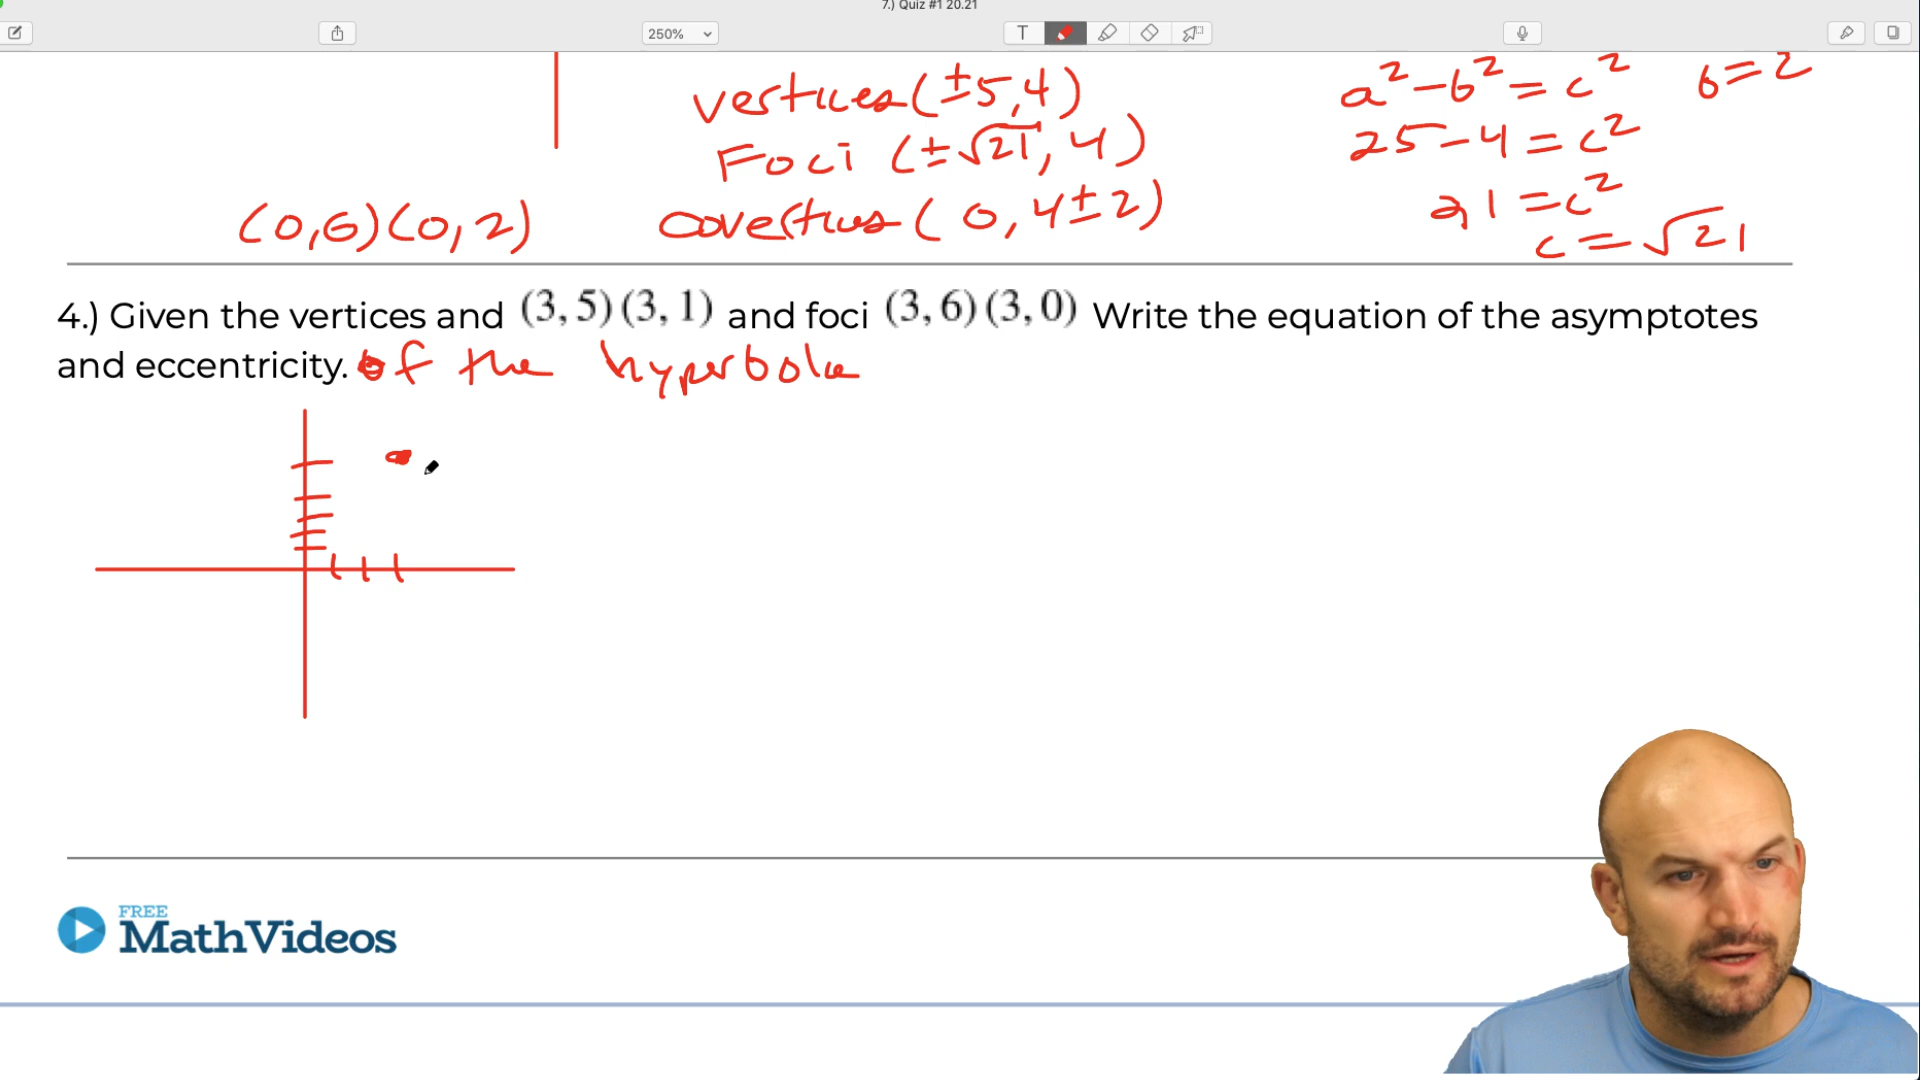 7.) Quiz #1 20.21
250%
T
vertices (±5,4)
Foci (±√21, 4)
covertices (0, 4±2)
(0,6)(0,2)
a²-b²=c² b=2
25-4=c²
21=c²
c=√21
4.) Given the vertices and (3, 5) (3, 1) and foci (3, 6) (3, 0) Write the equation of the asymptotes
and eccentricity. of the hyperbola
FREE
MathVideos